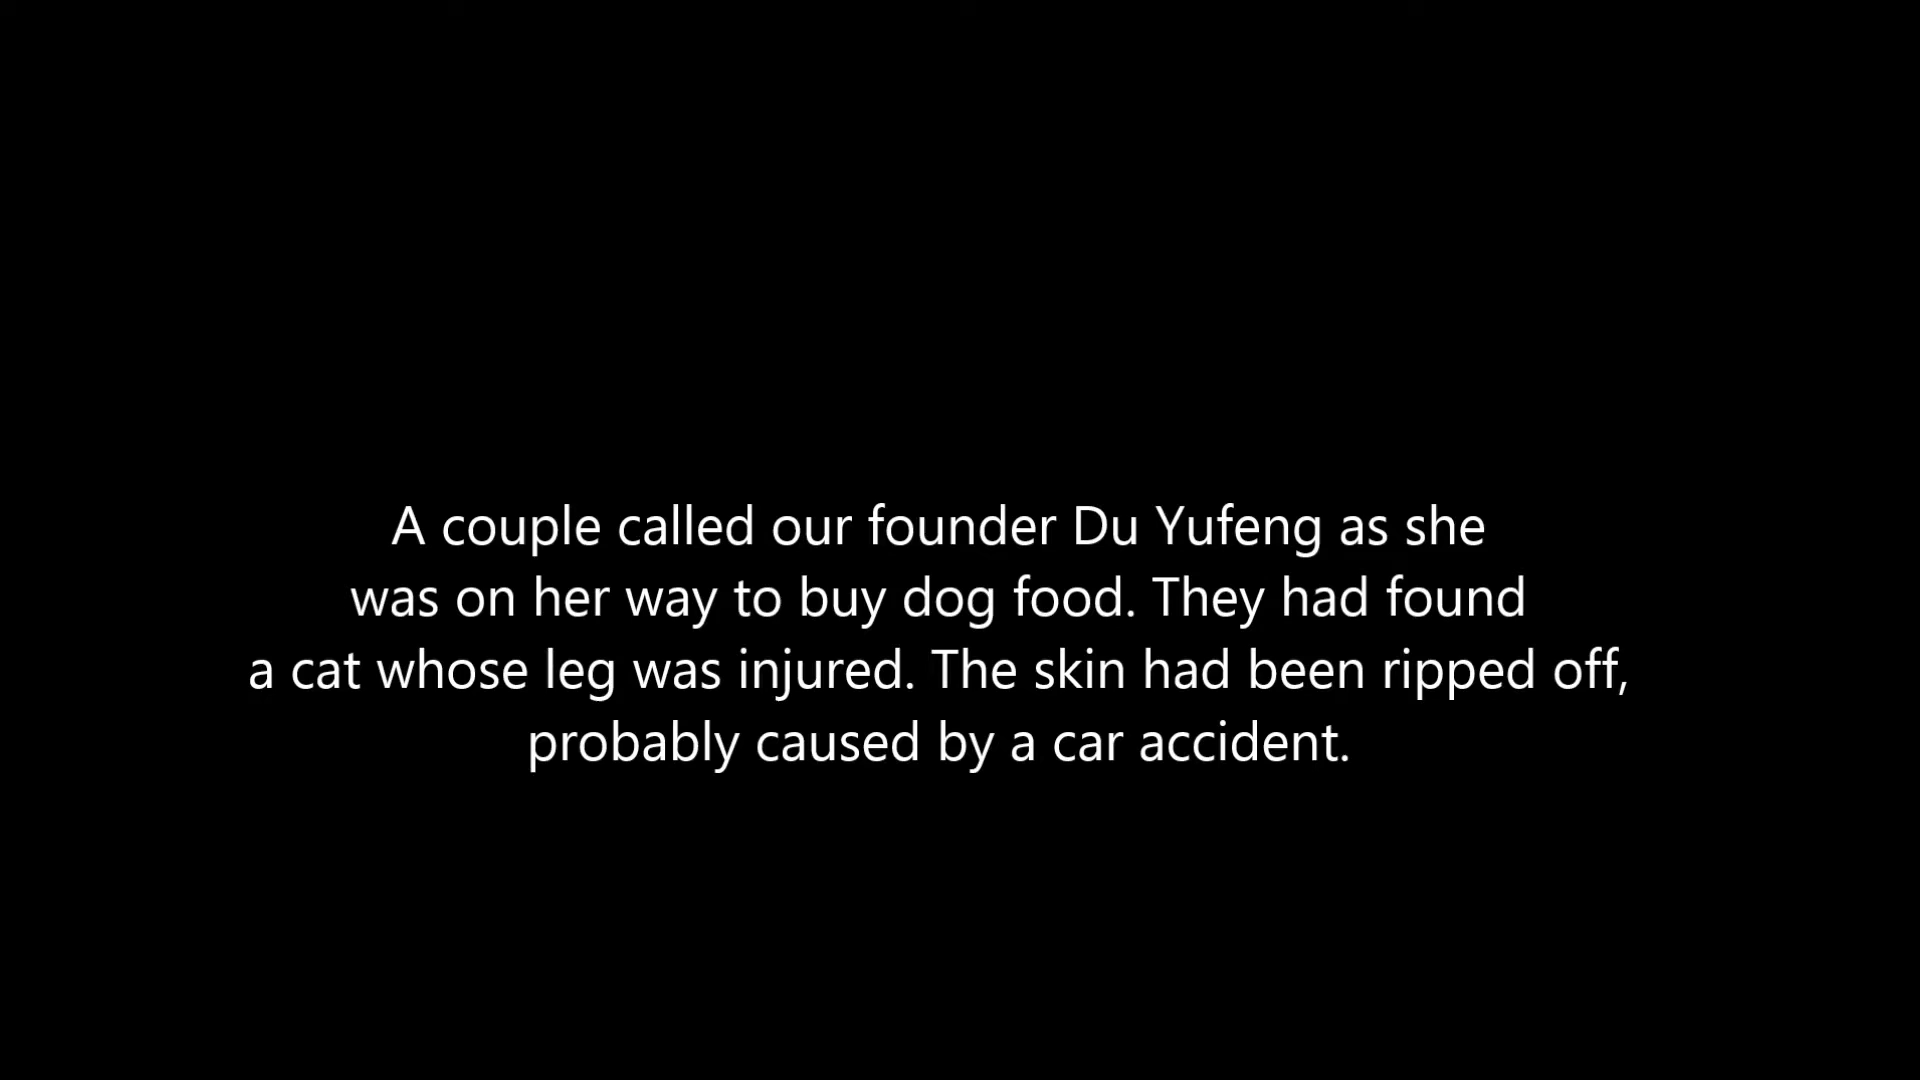 A couple called our founder Du Yufeng as she
was on her way to buy dog food. They had found
a cat whose leg was injured. The skin had been ripped off,
probably caused by a car accident.